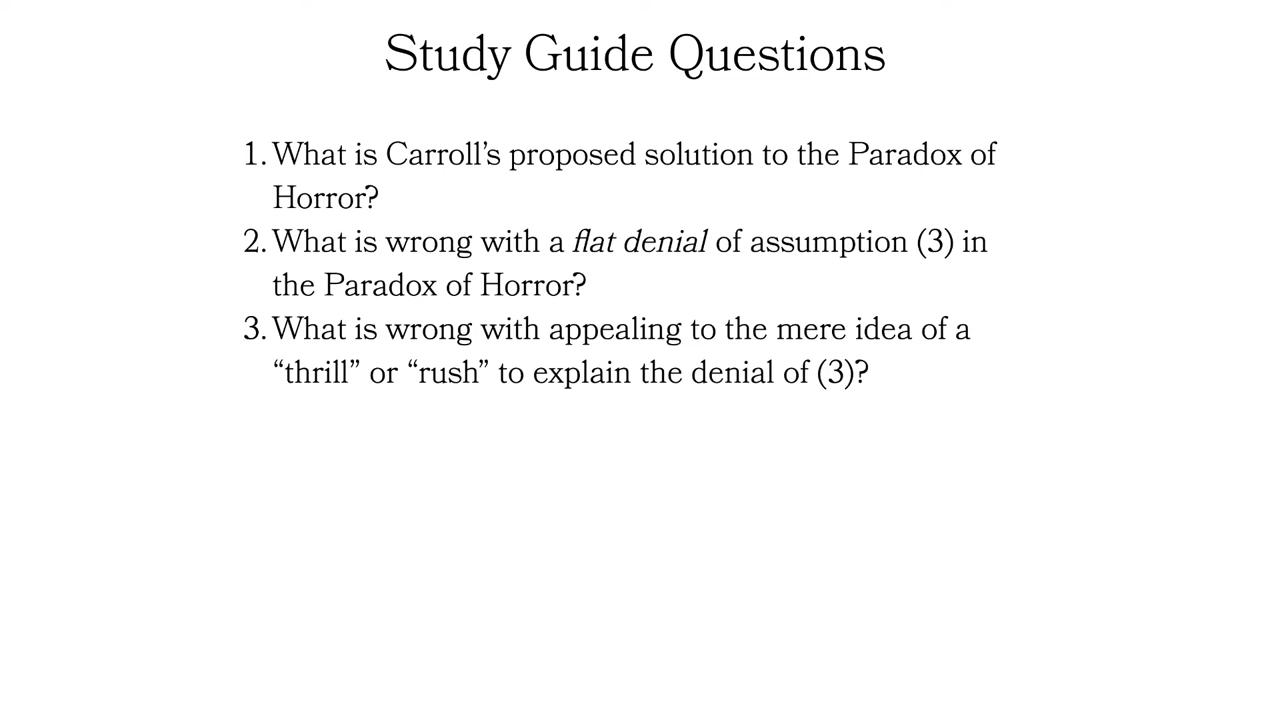 Study Guide Questions
1. What is Carroll’s proposed solution to the Paradox of
Horror?
2. What is wrong with a flat denial of assumption (3) in
the Paradox of Horror?
3. What is wrong with appealing to the mere idea of a
“thrill” or “rush” to explain the denial of (3)?